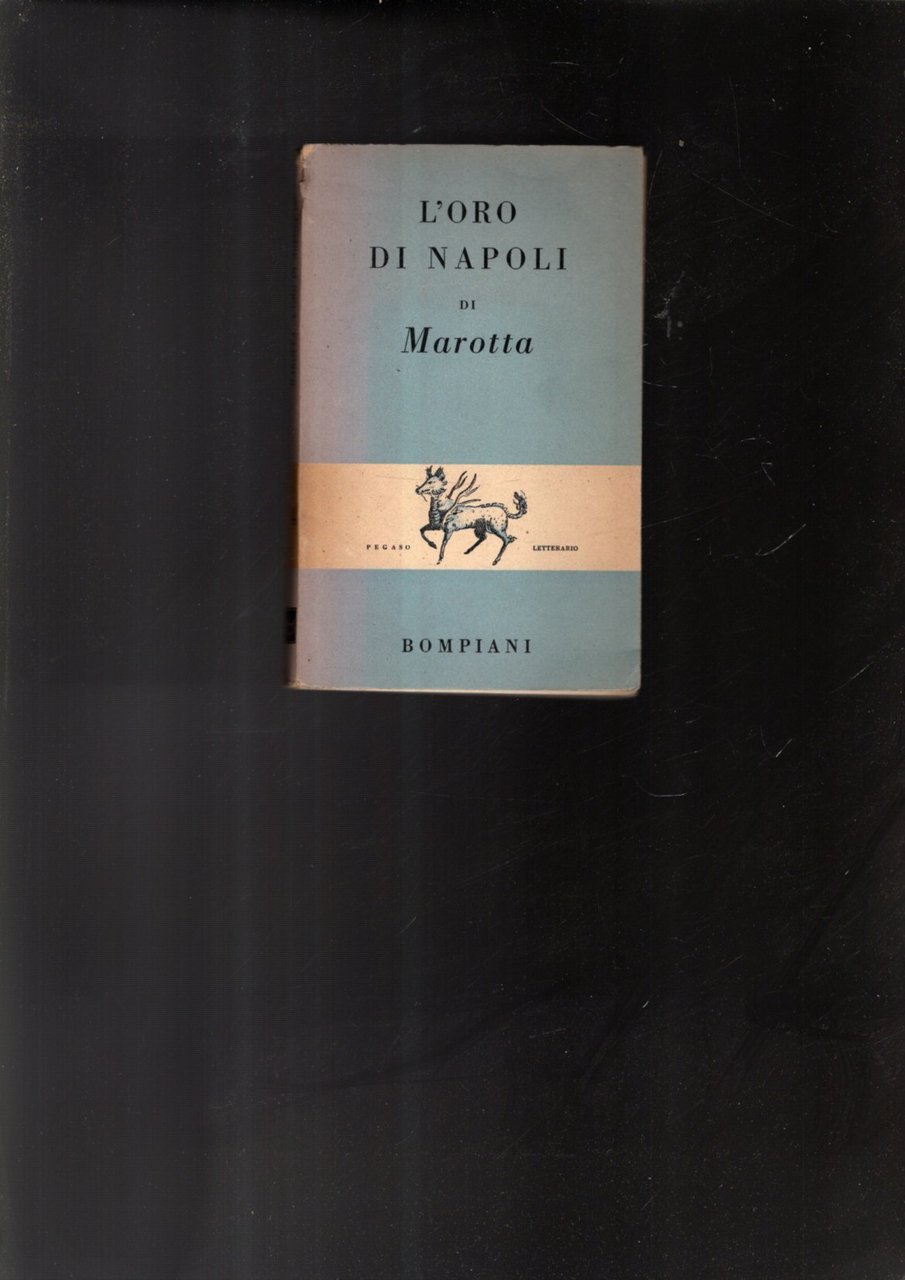 L'ORO
DI NAPOLI
DI
Marotta
PEGASO LETTERARIO
BOMPIANI